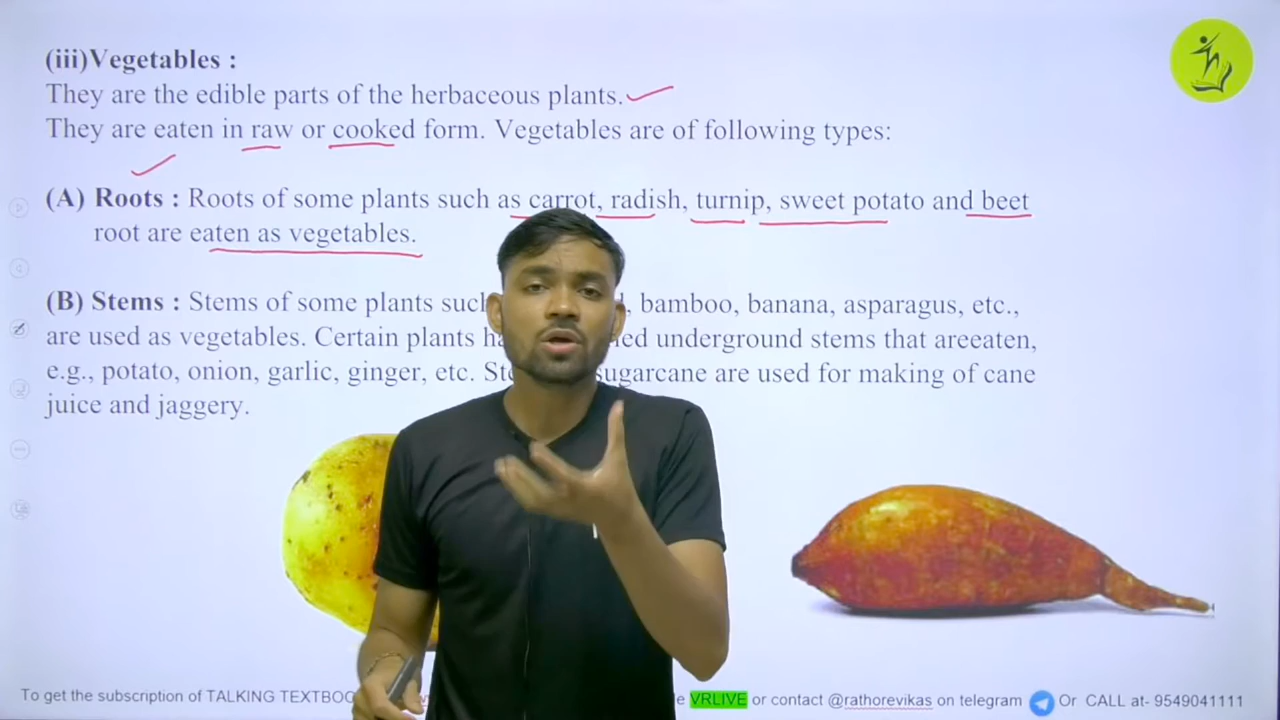 (iii)Vegetables :
They are the edible parts of the herbaceous plants.
They are eaten in raw or cooked form. Vegetables are of following types:
(A) Roots : Roots of some plants such as carrot, radish, turnip, sweet potato and beet
root are eaten as vegetables.
(B) Stems : Stems of some plants such , bamboo, banana, asparagus, etc.,
are used as vegetables. Certain plants underground stems that areeaten,
e.g., potato, onion, garlic, ginger, etc. sugarcane are used for making of cane
juice and jaggery.
To get the subscription of TALKING VRLIVE or contact @rathorevikas on telegram Or CALL at- 9549041111